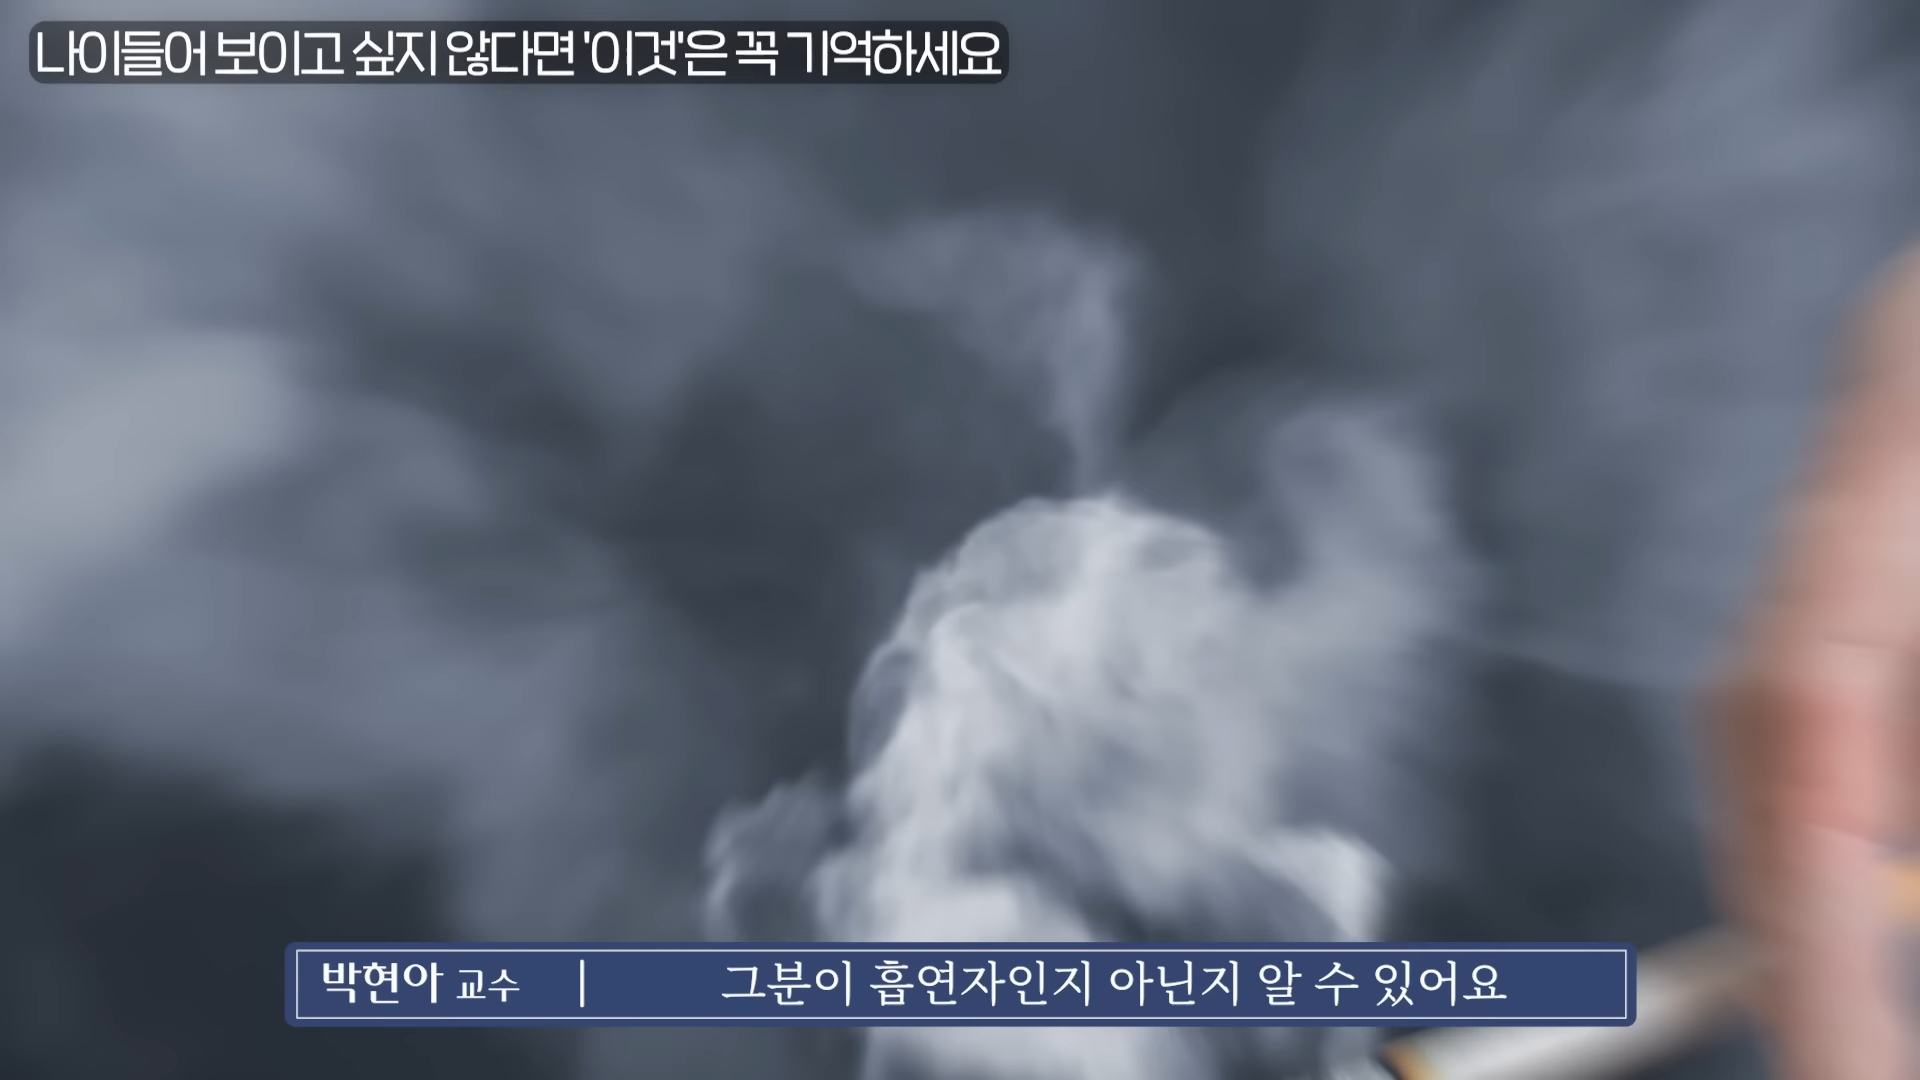 나이들어 보이고 싶지 않다면 '이것'은 꼭 기억하세요
박현아 교수 | 그분이 흡연자인지 아닌지 알 수 있어요